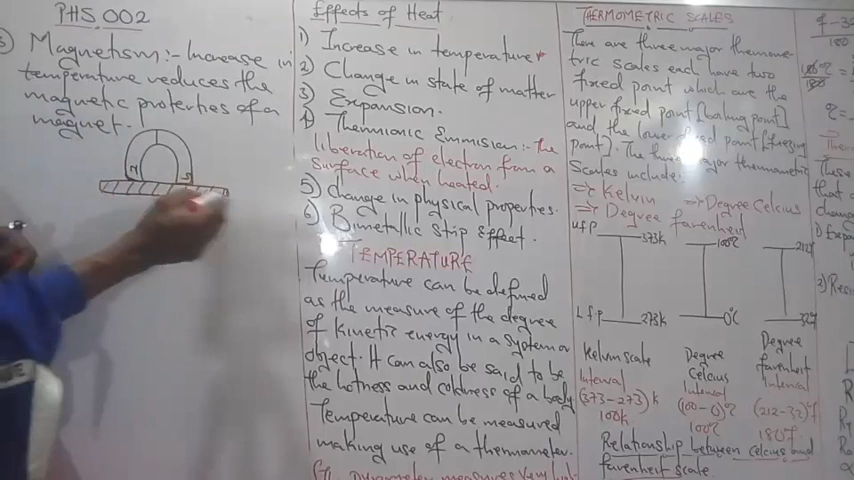 PHS 002
Magnetism:- Increase in
temperature reduces the
magnetic properties of a
magnet.
N S
Effects of Heat
1) Increase in temperature
2) Change in state of matter
3) Expansion.
4) Thermionic Emmission:- The
liberation of electron from a
surface when heated.
5) Change in physical properties.
6) Bimetallic Strip Effect.
TEMPERATURE
Temperature can be defined
as the measure of the degree
of kinetic energy in a system or
object. It can also be said to be
the hotness and coldness of a body
Temperature can be measured
making use of a thermometer.
measures very
THERMOMETRIC SCALES
There are three major thermome-
tric scales each have two
fixed point which are the
upper fixed point [boiling point]
and the lower fixed point [freezing
point]. The three major thermometric
Scales include:
⇒ Kelvin ⇒ Degree Celcius
⇒ Degree farenheit
Ufp 373k 100°C 212f
Lfp 273k 0°C 32f
Kelvin scale
Interval
(373-273)k
100k
Degree
Celcius
Interval
(100-0)°C
100°C
Degree
farenheit
interval
(212-32)°f
180°f
Relationship between celcius and
farenheit scale.